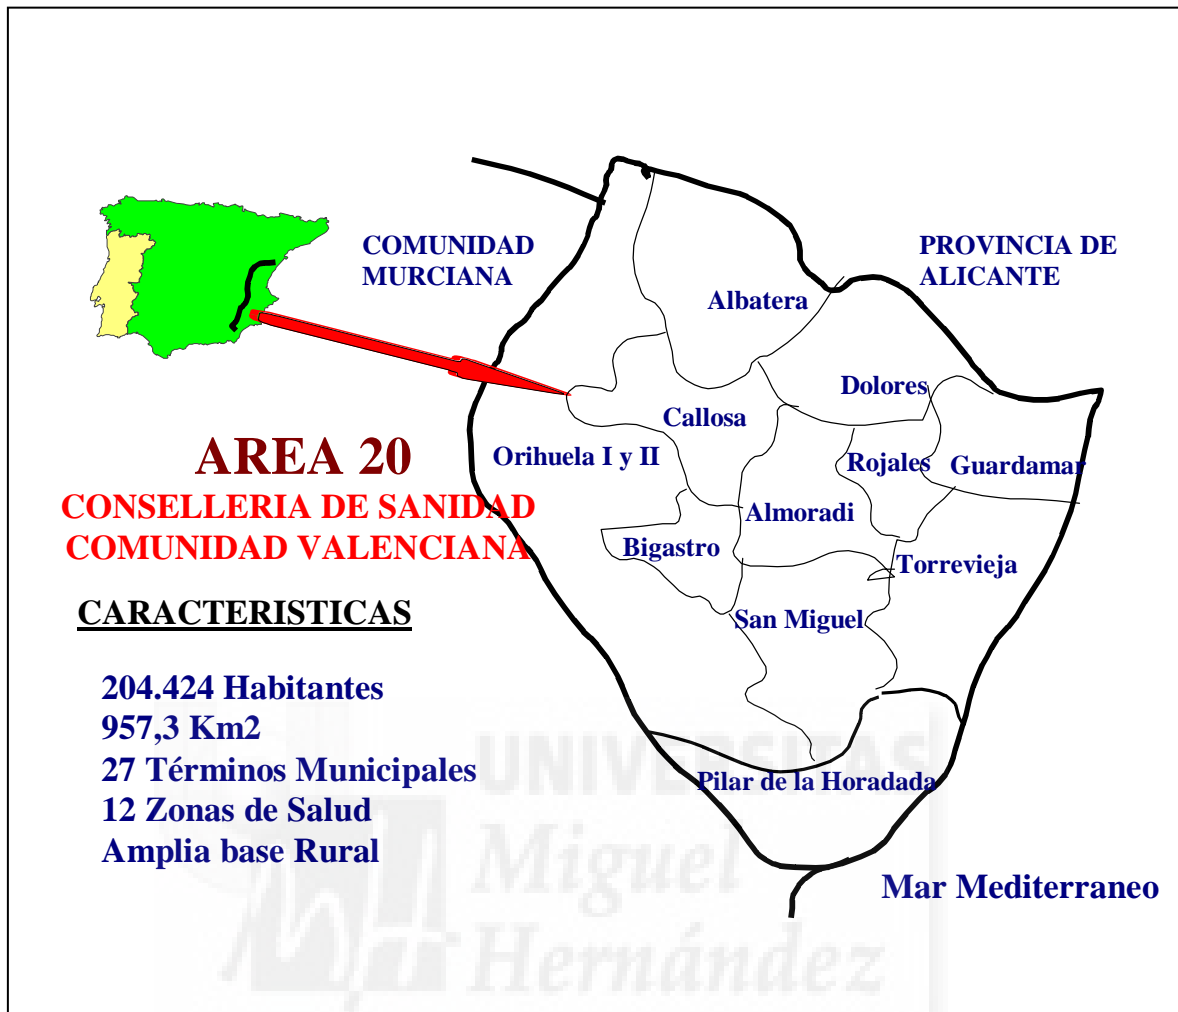 COMUNIDAD
MURCIANA
PROVINCIA DE
ALICANTE
Albatera
Dolores
Callosa
Orihuela I y II
Rojales
Guardamar
Almoradi
Bigastro
Torrevieja
San Miguel
Pilar de la Horadada
Mar Mediterraneo
AREA 20
CONSELLERIA DE SANIDAD
COMUNIDAD VALENCIANA
CARACTERISTICAS
204.424 Habitantes
957,3 Km2
27 Términos Municipales
12 Zonas de Salud
Amplia base Rural
UNIVERSITAS
Miguel
Hernández